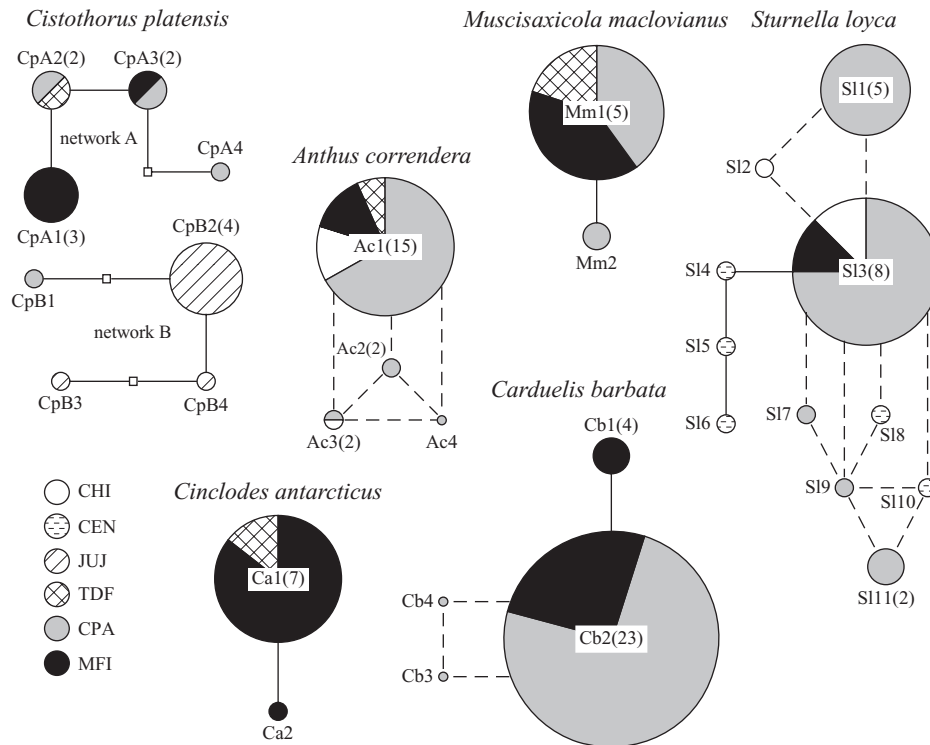 Cistothorus platensis
CpA2(2)
CpA3(2)
network A
CpA4
CpA1(3)
CpB2(4)
CpB1
network B
CpB3
CpB4
Anthus correndera
Ac1(15)
Ac2(2)
Ac3(2)
Ac4
Muscisaxicola maclovianus
Mm1(5)
Mm2
Sturnella loyca
Sl1(5)
Sl2
Sl3(8)
Sl4
Sl5
Sl6
Sl7
Sl8
Sl9
Sl10
Sl11(2)
Carduelis barbata
Cb1(4)
Cb2(23)
Cb4
Cb3
Cinclodes antarcticus
Ca1(7)
Ca2
CHI
CEN
JUJ
TDF
CPA
MFI